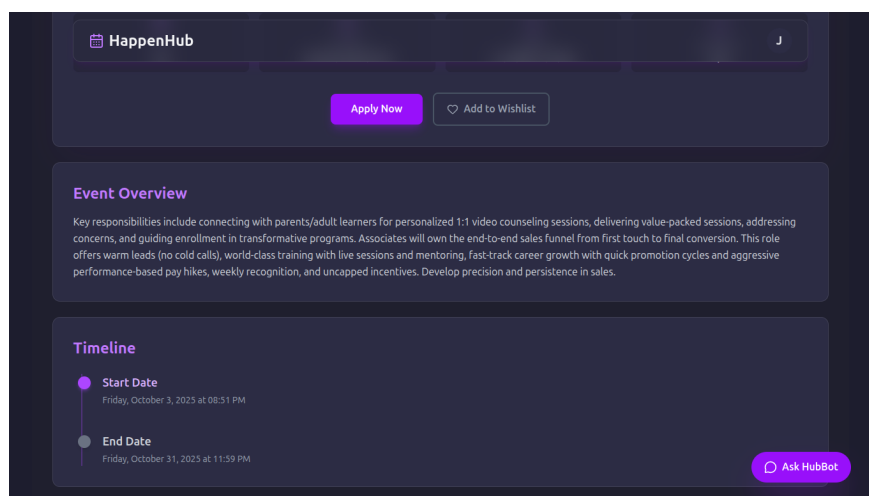 HappenHub
J
Apply Now
Add to Wishlist
Event Overview
Key responsibilities include connecting with parents/adult learners for personalized 1:1 video counseling sessions, delivering value-packed sessions, addressing
concerns, and guiding enrollment in transformative programs. Associates will own the end-to-end sales funnel from first touch to final conversion. This role
offers warm leads (no cold calls), world-class training with live sessions and mentoring, fast-track career growth with quick promotion cycles and aggressive
performance-based pay hikes, weekly recognition, and uncapped incentives. Develop precision and persistence in sales.
Timeline
Start Date
Friday, October 3, 2025 at 08:51 PM
End Date
Friday, October 31, 2025 at 11:59 PM
Ask HubBot